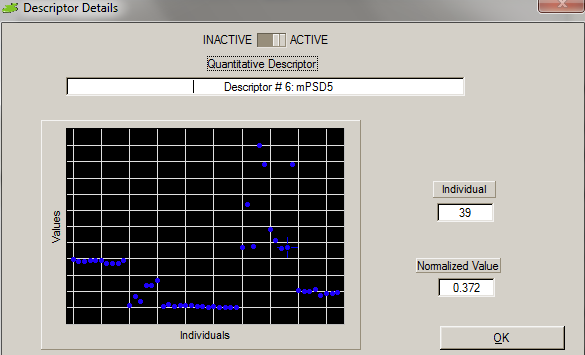 Descriptor Details
INACTIVE ACTIVE
Quantitative Descriptor
Descriptor # 6: mPSD5
Values
Individuals
Individual
39
Normalized Value
0.372
OK